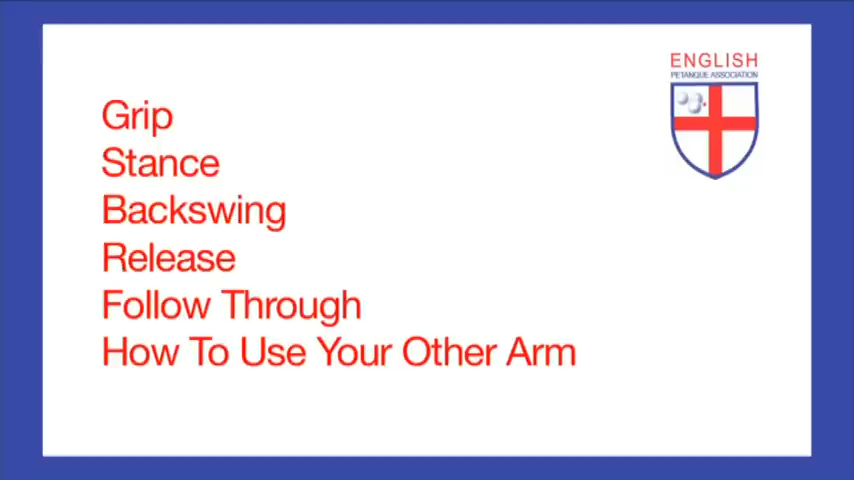 ENGLISH
PETANQUE ASSOCIATION
Grip
Stance
Backswing
Release
Follow Through
How To Use Your Other Arm